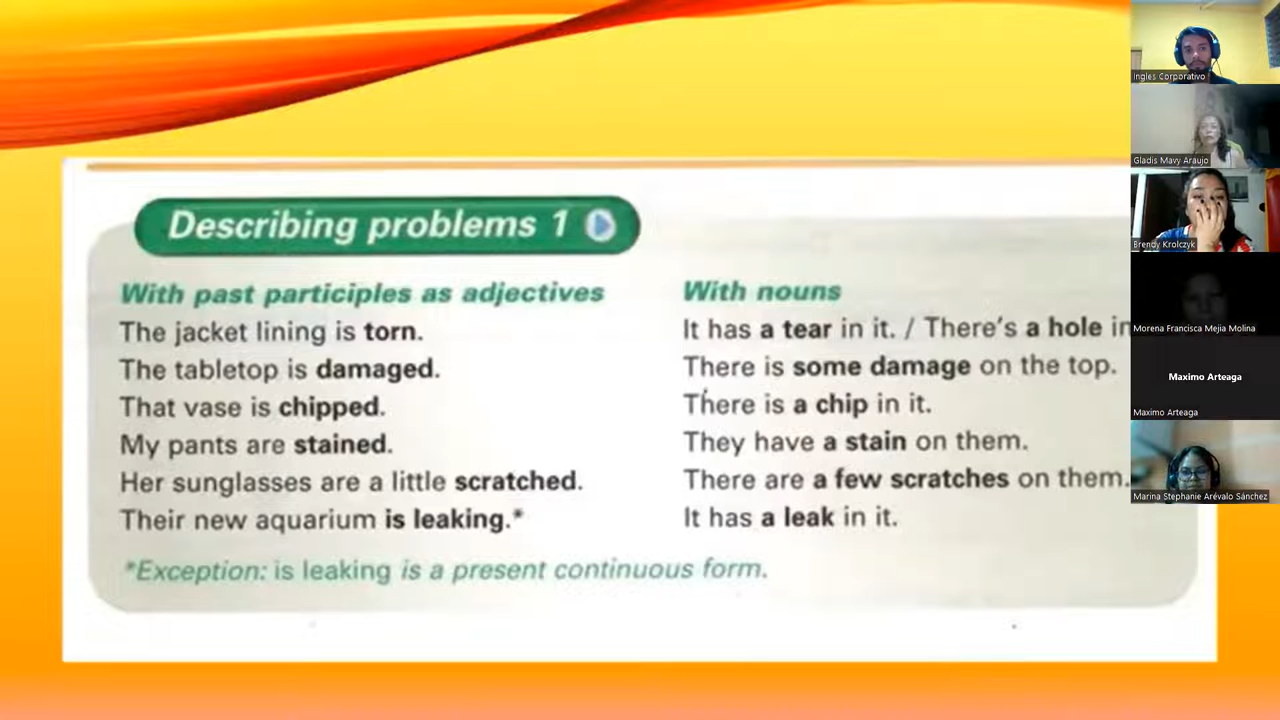 Describing problems 1
With past participles as adjectives
The jacket lining is torn.
The tabletop is damaged.
That vase is chipped.
My pants are stained.
Her sunglasses are a little scratched.
Their new aquarium is leaking.*
With nouns
It has a tear in it. / There's a hole in
There is some damage on the top.
There is a chip in it.
They have a stain on them.
There are a few scratches on them.
It has a leak in it.
*Exception: is leaking is a present continuous form.
Ingles Corporativo
Gladis Mavy Araujo
Brendy Krolczyk
Morena Francisca Mejia Molina
Maximo Arteaga
Maximo Arteaga
Marina Stephanie Arévalo Sánchez